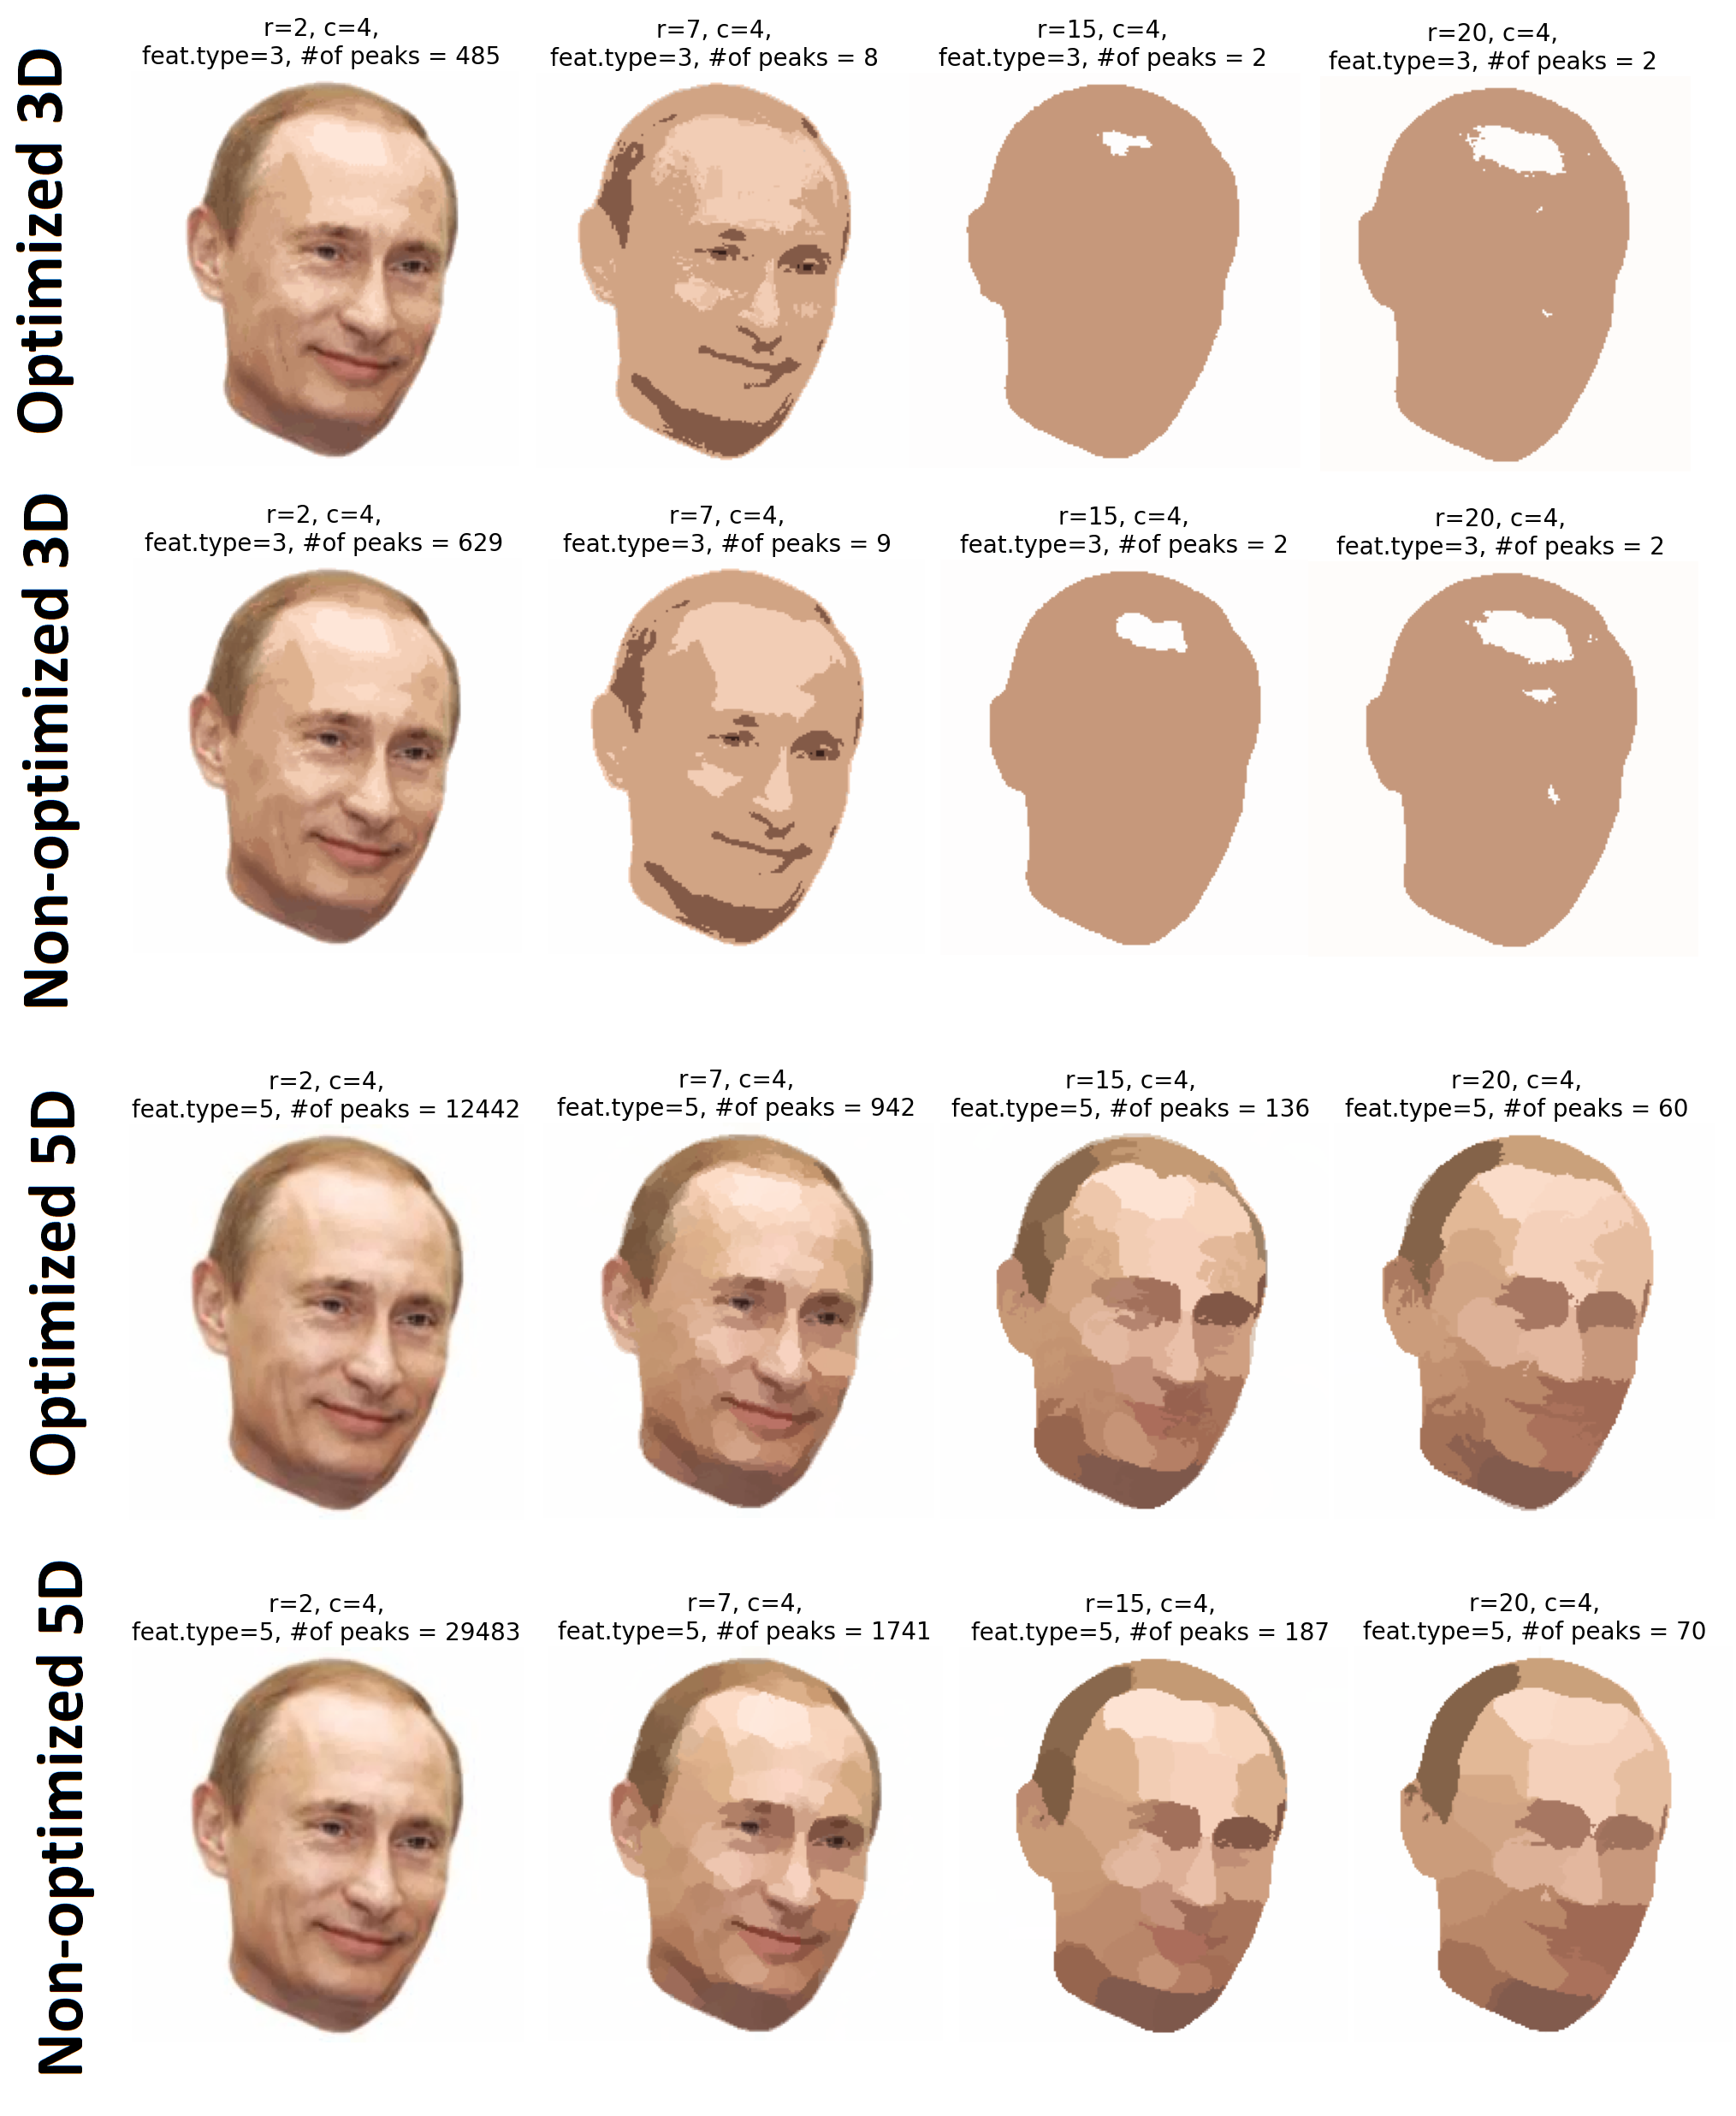 Optimized 3D
r=2, c=4,
feat.type=3, #of peaks = 485
r=7, c=4,
feat.type=3, #of peaks = 8
r=15, c=4,
feat.type=3, #of peaks = 2
r=20, c=4,
feat.type=3, #of peaks = 2
Non-optimized 3D
r=2, c=4,
feat.type=3, #of peaks = 629
r=7, c=4,
feat.type=3, #of peaks = 9
r=15, c=4,
feat.type=3, #of peaks = 2
r=20, c=4,
feat.type=3, #of peaks = 2
Optimized 5D
r=2, c=4,
feat.type=5, #of peaks = 12442
r=7, c=4,
feat.type=5, #of peaks = 942
r=15, c=4,
feat.type=5, #of peaks = 136
r=20, c=4,
feat.type=5, #of peaks = 60
Non-optimized 5D
r=2, c=4,
feat.type=5, #of peaks = 29483
r=7, c=4,
feat.type=5, #of peaks = 1741
r=15, c=4,
feat.type=5, #of peaks = 187
r=20, c=4,
feat.type=5, #of peaks = 70